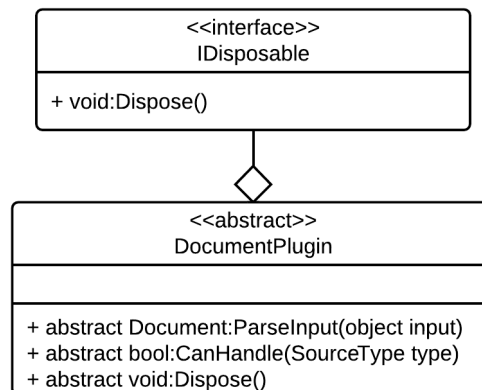 <<interface>>
IDisposable
+ void:Dispose()
<<abstract>>
DocumentPlugin
+ abstract Document:ParseInput(object input)
+ abstract bool:CanHandle(SourceType type)
+ abstract void:Dispose()